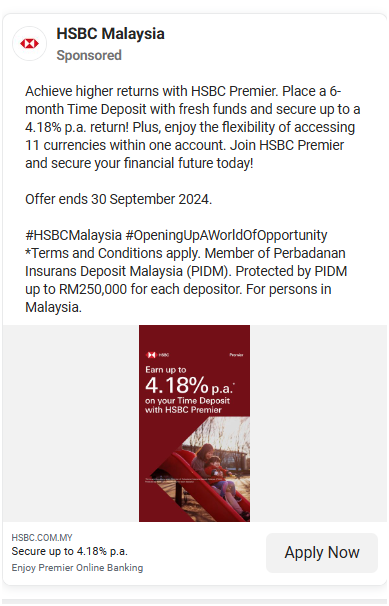 HSBC Malaysia
Sponsored
Achieve higher returns with HSBC Premier. Place a 6-
month Time Deposit with fresh funds and secure up to a
4.18% p.a. return! Plus, enjoy the flexibility of accessing
11 currencies within one account. Join HSBC Premier
and secure your financial future today!
Offer ends 30 September 2024.
#HSBCMalaysia #OpeningUpAWorldOfOpportunity
*Terms and Conditions apply. Member of Perbadanan
Insurans Deposit Malaysia (PIDM). Protected by PIDM
up to RM250,000 for each depositor. For persons in
Malaysia.
HSBC Premier
Earn up to
4.18% p.a.*
on your Time Deposit
with HSBC Premier
HSBC.COM.MY
Secure up to 4.18% p.a.
Enjoy Premier Online Banking
Apply Now